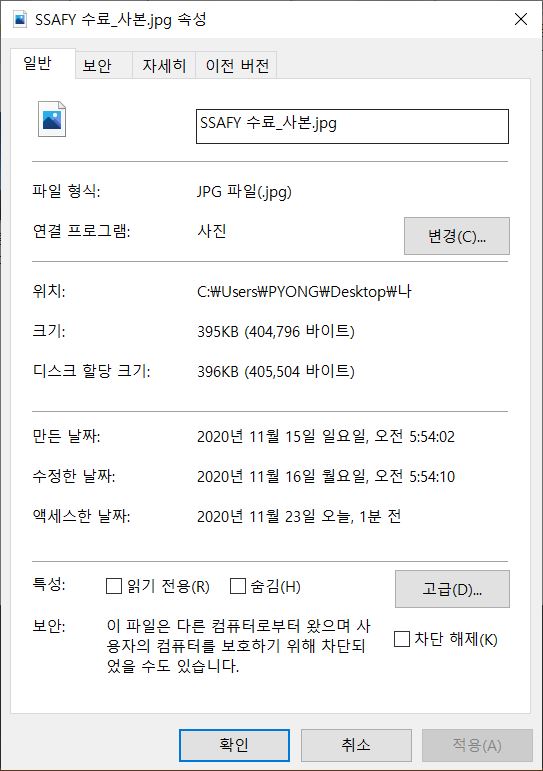 SSAFY 수료_사본.jpg 속성
일반 보안 자세히 이전 버전
SSAFY 수료_사본.jpg
파일 형식: JPG 파일(.jpg)
연결 프로그램: 사진 변경(C)...
위치: C:₩Users₩PYONG₩Desktop₩나
크기: 395KB (404,796 바이트)
디스크 할당 크기: 396KB (405,504 바이트)
만든 날짜: 2020년 11월 15일 일요일, 오전 5:54:02
수정한 날짜: 2020년 11월 16일 월요일, 오전 5:54:10
액세스한 날짜: 2020년 11월 23일 오늘, 1분 전
특성: 읽기 전용(R) 숨김(H) 고급(D)...
보안: 이 파일은 다른 컴퓨터로부터 왔으며 사
용자의 컴퓨터를 보호하기 위해 차단되 차단 해제(K)
었을 수도 있습니다.
확인 취소 적용(A)